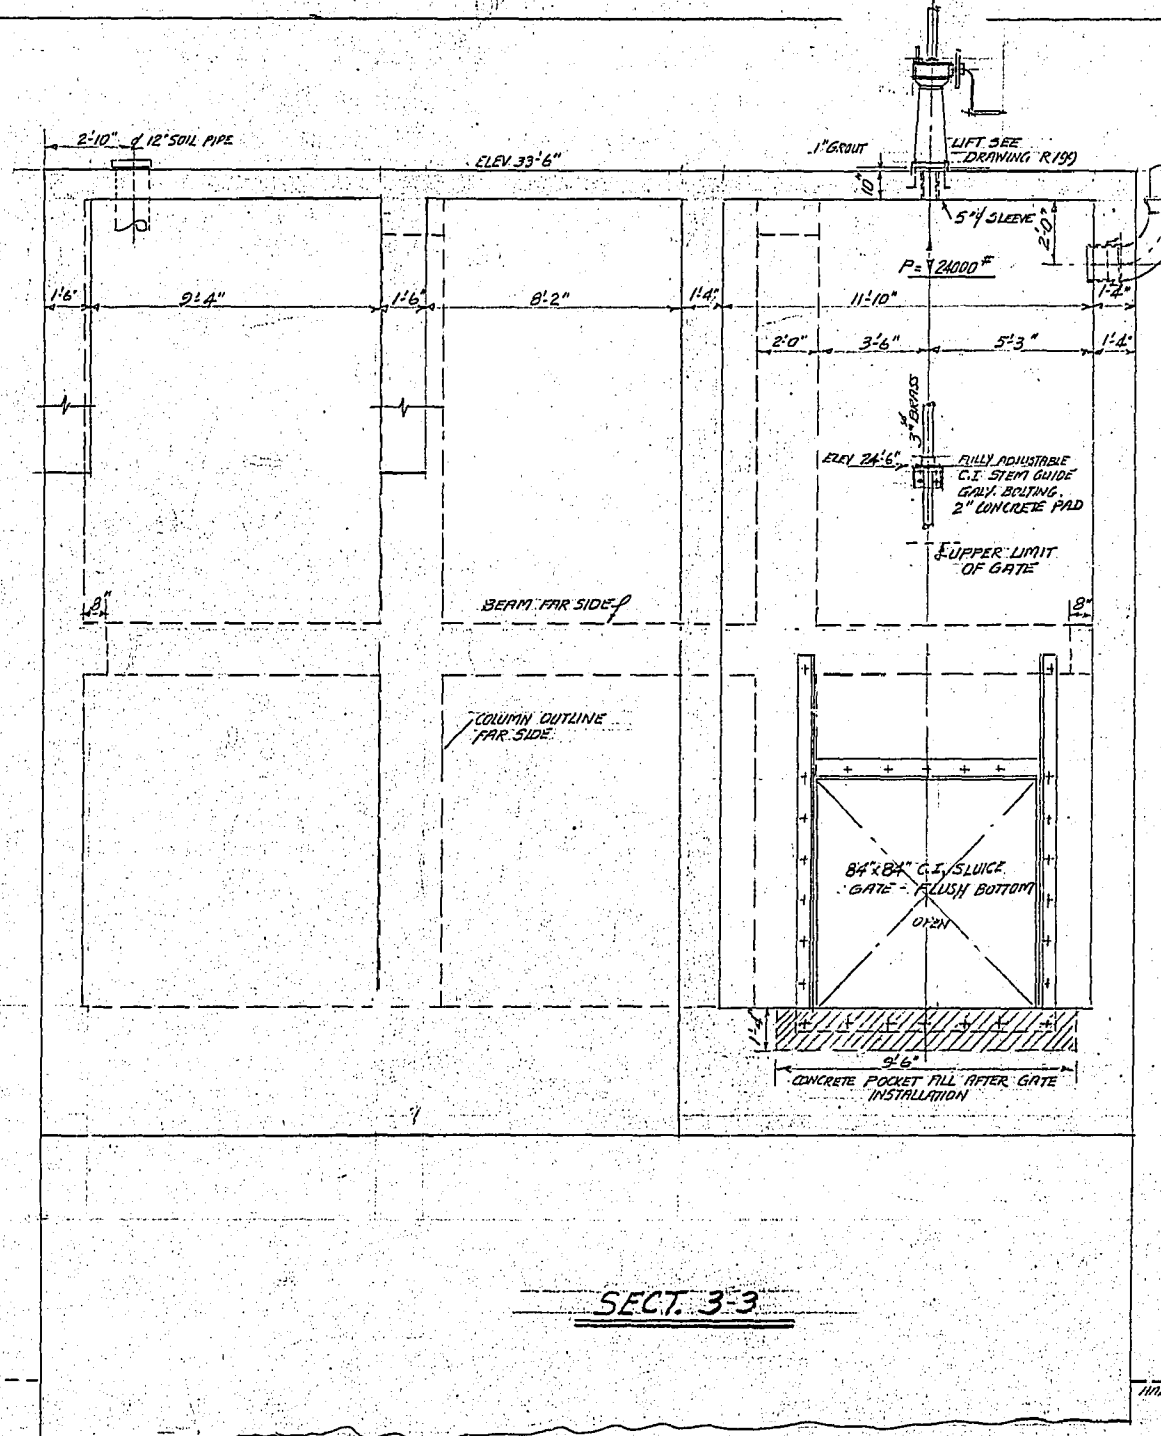 2'-10" ¢ 12" SOIL PIPE
ELEV 33'-6"
1" GROUT
LIFT SEE
DRAWING R199
10"
5"∅ SLEEVE
2'-0"
P = 24000#
1'-6"
9'-4"
1'-6"
8'-2"
1'-4"
11'-10"
1'-4"
2'-0"
3'-6"
5'-3"
1'-4"
3"∅ BRASS
ELEV 24'-6"
FULLY ADJUSTABLE
C.I. STEM GUIDE
GALV. BOLTING.
2" CONCRETE PAD
UPPER LIMIT
OF GATE
8"
BEAM FAR SIDE
8"
COLUMN OUTLINE
FAR SIDE
84"x84" C.I. SLUICE
GATE - FLUSH BOTTOM
OPEN
1'-4"
9'-6"
CONCRETE POCKET FILL AFTER GATE
INSTALLATION
SECT. 3-3